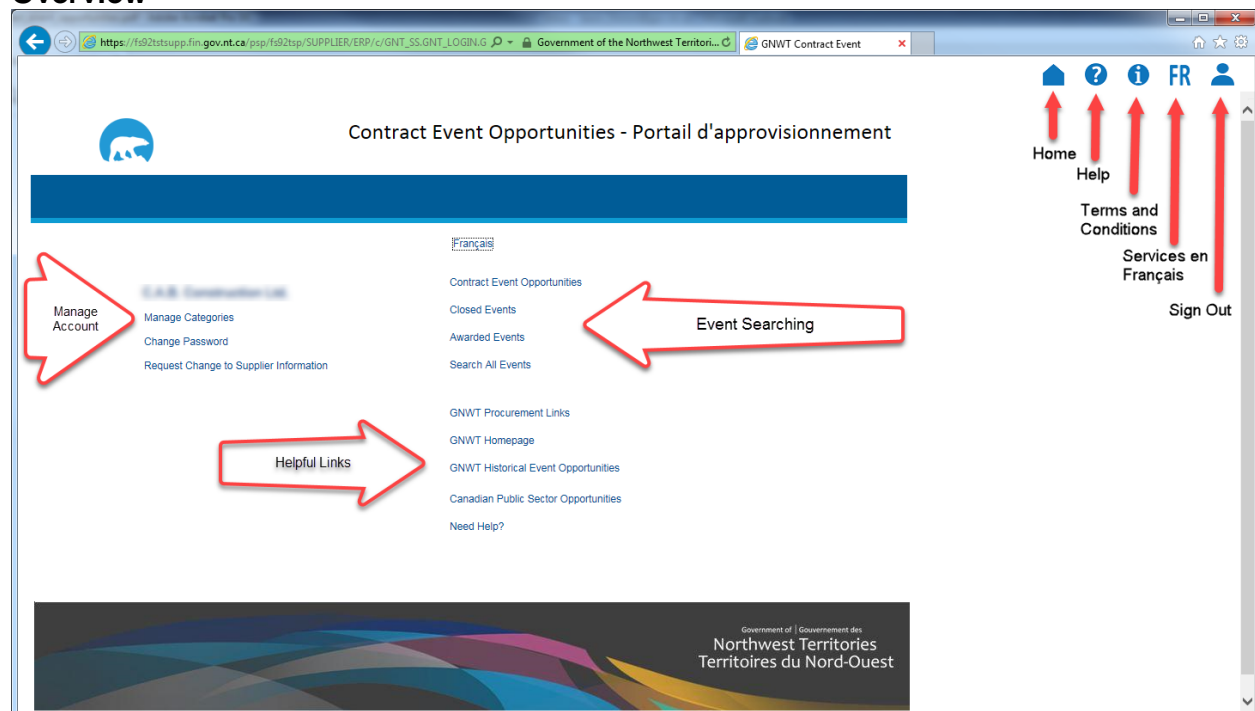 Overview
https://fs92tstsupp.fin.gov.nt.ca/psp/fs92tsp/SUPPLIER/ERP/c/GNT_SS.GNT_LOGIN.G
Government of the Northwest Territori...
GNWT Contract Event
FR
Contract Event Opportunities - Portail d'approvisionnement
Home
Help
Terms and
Conditions
Services en
Français
Sign Out
Français
Manage
Account
Manage Categories
Change Password
Request Change to Supplier Information
Contract Event Opportunities
Closed Events
Awarded Events
Search All Events
Event Searching
Helpful Links
GNWT Procurement Links
GNWT Homepage
GNWT Historical Event Opportunities
Canadian Public Sector Opportunities
Need Help?
Government of | Gouvernement des
Northwest Territories
Territoires du Nord-Ouest